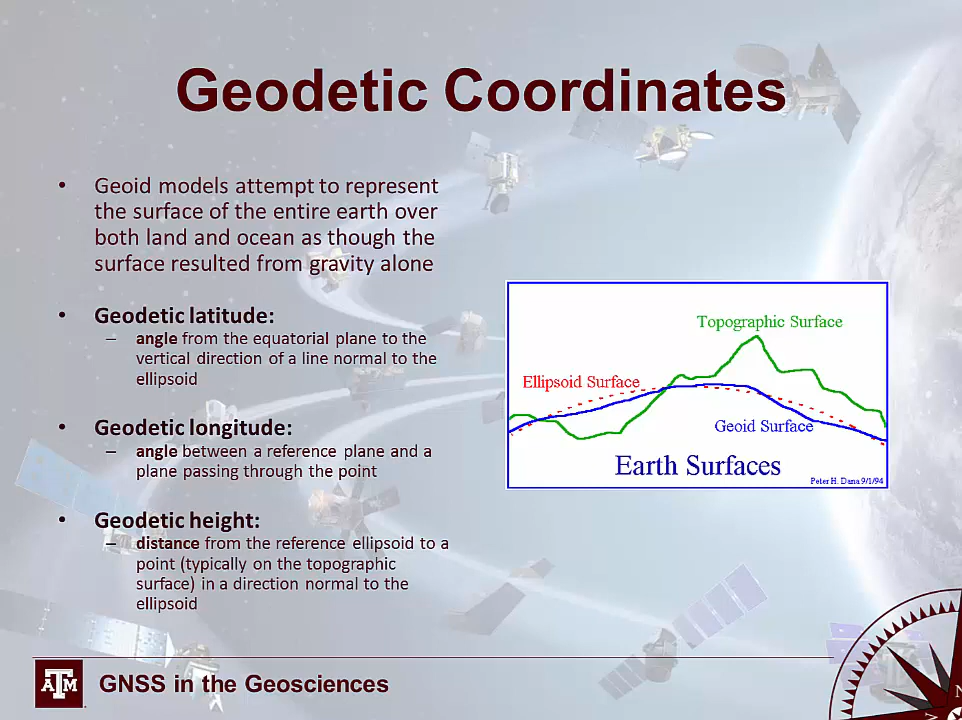 Geodetic Coordinates
• Geoid models attempt to represent
the surface of the entire earth over
both land and ocean as though the
surface resulted from gravity alone
• Geodetic latitude:
– angle from the equatorial plane to the
vertical direction of a line normal to the
ellipsoid
• Geodetic longitude:
– angle between a reference plane and a
plane passing through the point
• Geodetic height:
– distance from the reference ellipsoid to a
point (typically on the topographic
surface) in a direction normal to the
ellipsoid
Topographic Surface
Ellipsoid Surface
Geoid Surface
Earth Surfaces
Peter H. Dana 9/1/94
ATM
GNSS in the Geosciences
N